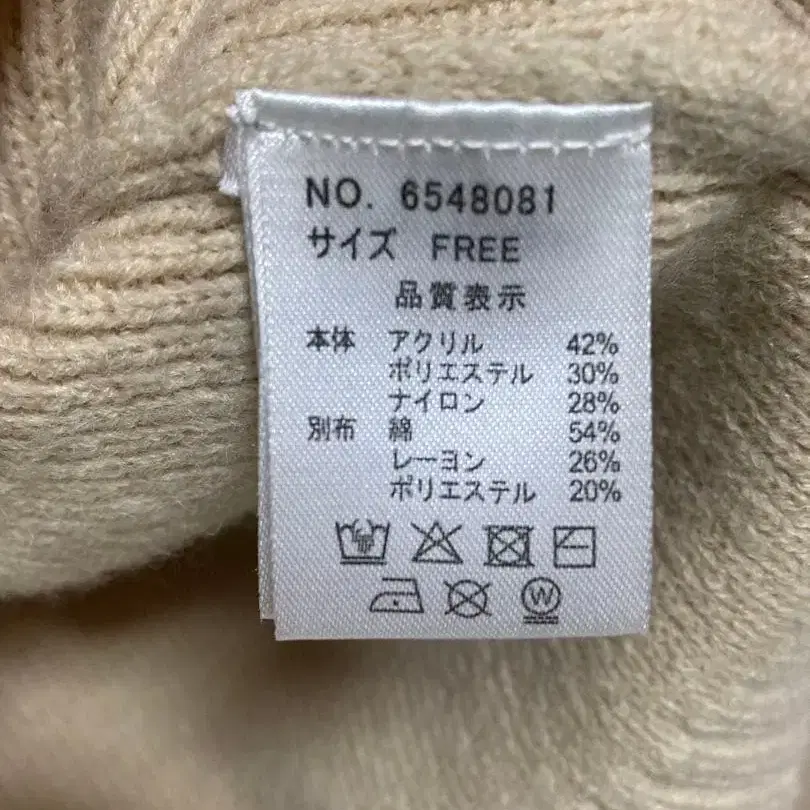 NO. 6548081
サイズ FREE
品質表示
本体 アクリル 42%
ポリエステル 30%
ナイロン 28%
別布 綿 54%
レーヨン 26%
ポリエステル 20%
W